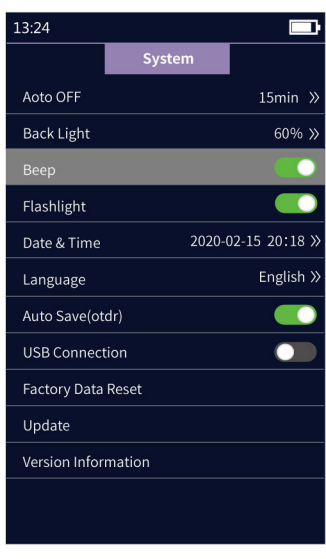 13:24
System
Aoto OFF 15min »
Back Light 60% »
Beep
Flashlight
Date & Time 2020-02-15 20:18 »
Language English »
Auto Save(otdr)
USB Connection
Factory Data Reset
Update
Version Information